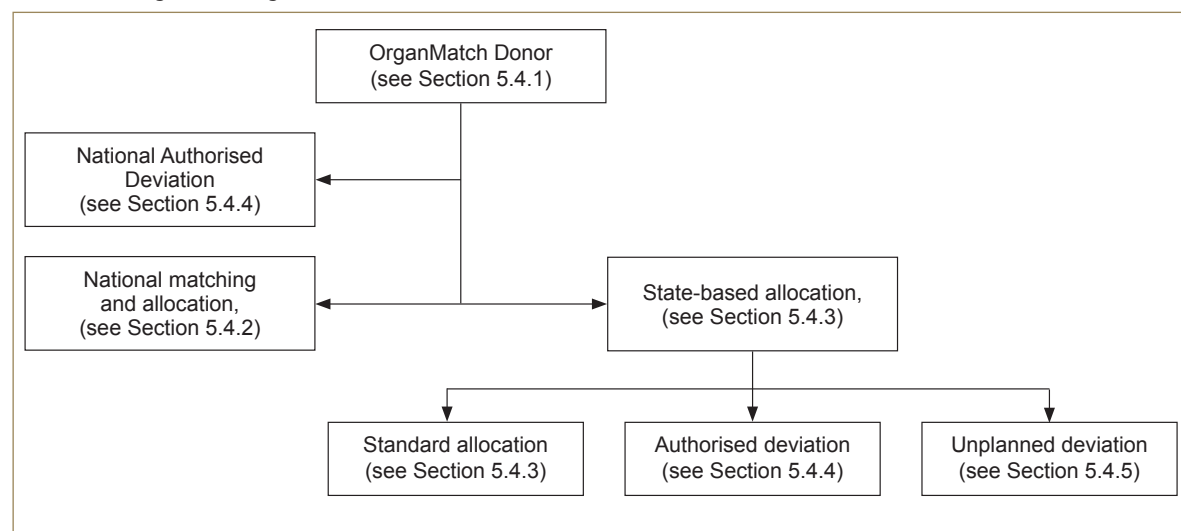 OrganMatch Donor
(see Section 5.4.1)
National Authorised
Deviation
(see Section 5.4.4)
National matching
and allocation,
(see Section 5.4.2)
State-based allocation,
(see Section 5.4.3)
Standard allocation
(see Section 5.4.3)
Authorised deviation
(see Section 5.4.4)
Unplanned deviation
(see Section 5.4.5)